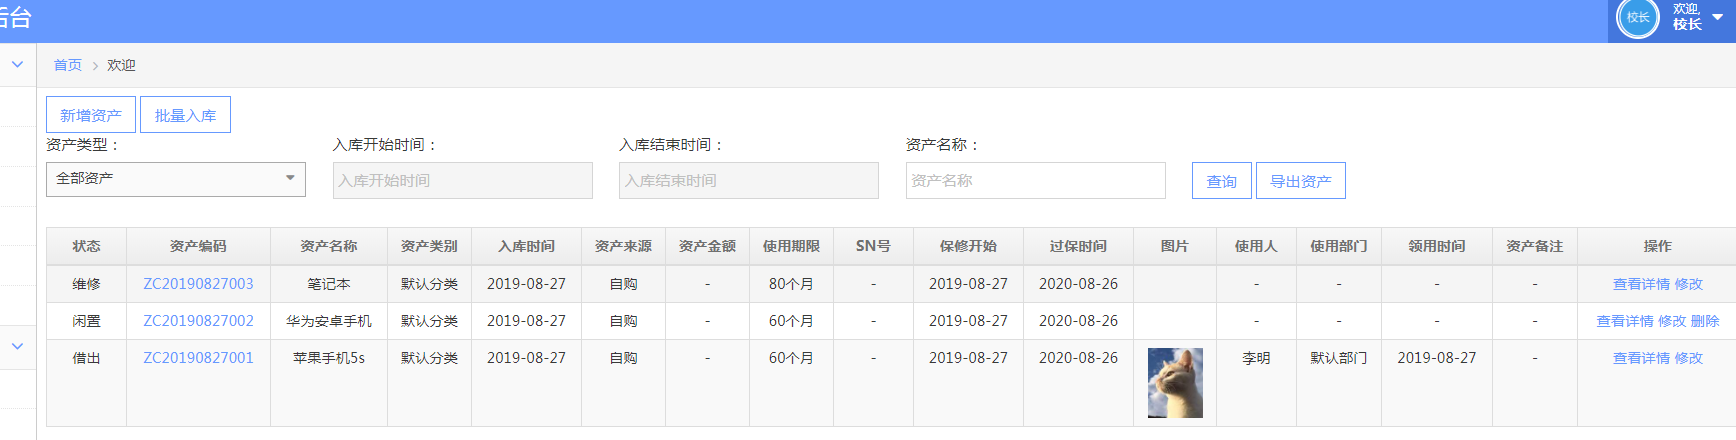 后台
校长
欢迎,
校长
首页 > 欢迎
新增资产 批量入库
资产类型： 入库开始时间： 入库结束时间： 资产名称：
全部资产 入库开始时间 入库结束时间 资产名称 查询 导出资产
状态 资产编码 资产名称 资产类别 入库时间 资产来源 资产金额 使用期限 SN号 保修开始 过保时间 图片 使用人 使用部门 领用时间 资产备注 操作
维修 ZC20190827003 笔记本 默认分类 2019-08-27 自购 - 80个月 - 2019-08-27 2020-08-26 - - - - 查看详情 修改
闲置 ZC20190827002 华为安卓手机 默认分类 2019-08-27 自购 - 60个月 - 2019-08-27 2020-08-26 - - - - 查看详情 修改 删除
借出 ZC20190827001 苹果手机5s 默认分类 2019-08-27 自购 - 60个月 - 2019-08-27 2020-08-26 李明 默认部门 2019-08-27 - 查看详情 修改